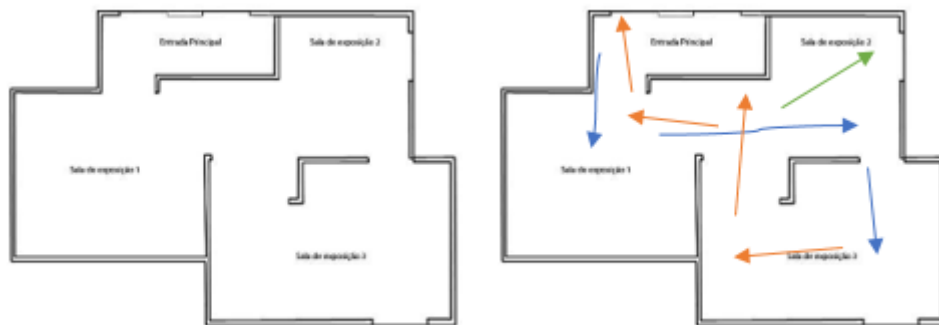 Entrada Principal
Sala de exposição 2
Sala de exposição 1
Sala de exposição 3
Entrada Principal
Sala de exposição 2
Sala de exposição 1
Sala de exposição 3